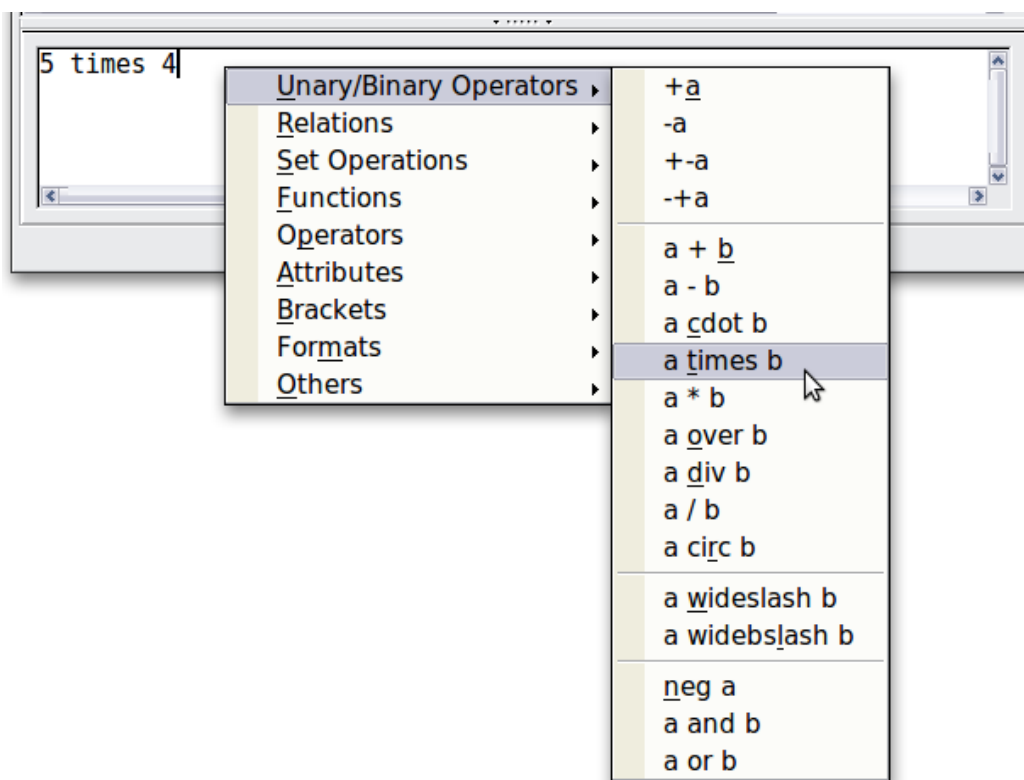 5 times 4
Unary/Binary Operators
Relations
Set Operations
Functions
Operators
Attributes
Brackets
Formats
Others
+a
-a
+-a
-+a
a + b
a - b
a cdot b
a times b
a * b
a over b
a div b
a / b
a circ b
a wideslash b
a widebslash b
neg a
a and b
a or b